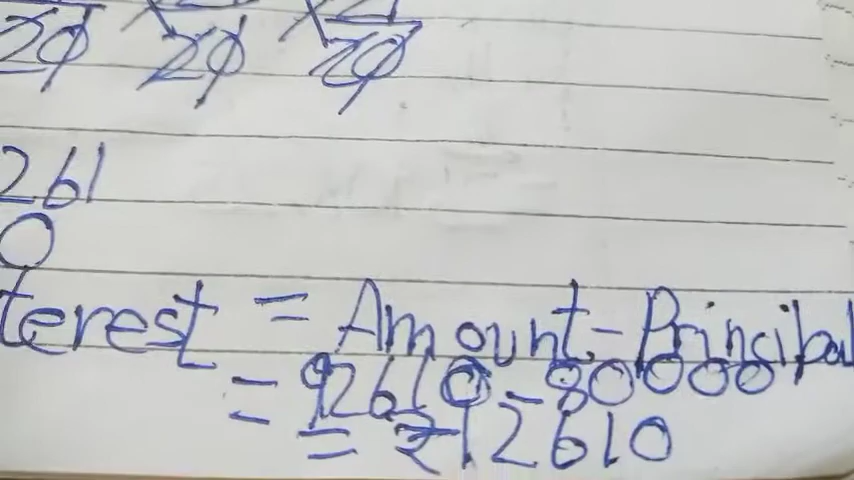 20 20 20
261
0
terest = Amount - Principal
= 92610 - 80000
= ₹12610